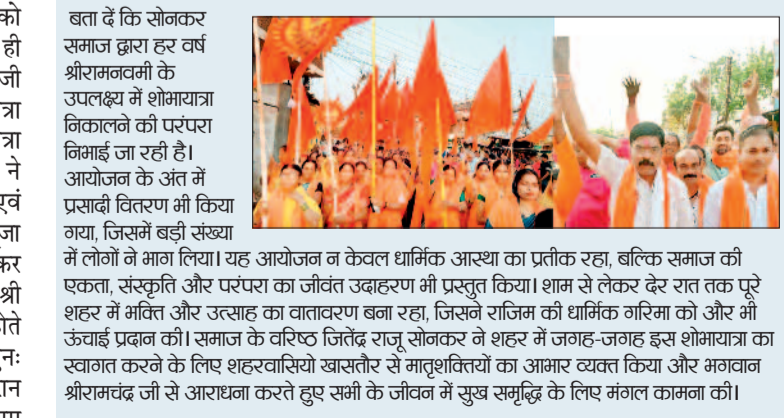 को
ही
जी
त्रा
त्रा
ने
एवं
जा
कर
श्री
होते
नः
ान
बता दें कि सोनकर
समाज द्वारा हर वर्ष
श्रीरामनवमी के
उपलक्ष्य में शोभायात्रा
निकालने की परंपरा
निभाई जा रही है।
आयोजन के अंत में
प्रसादी वितरण भी किया
गया, जिसमें बड़ी संख्या
में लोगों ने भाग लिया। यह आयोजन न केवल धार्मिक आस्था का प्रतीक रहा, बल्कि समाज की
एकता, संस्कृति और परंपरा का जीवंत उदाहरण भी प्रस्तुत किया। शाम से लेकर देर रात तक पूरे
शहर में भक्ति और उत्साह का वातावरण बना रहा, जिसने राजिम की धार्मिक गरिमा को और भी
ऊंचाई प्रदान की। समाज के वरिष्ठ जितेंद्र राजू सोनकर ने शहर में जगह-जगह इस शोभायात्रा का
स्वागत करने के लिए शहरवासियो खासतौर से मातृशक्तियों का आभार व्यक्त किया और भगवान
श्रीरामचंद्र जी से आराधना करते हुए सभी के जीवन में सुख समृद्धि के लिए मंगल कामना की।